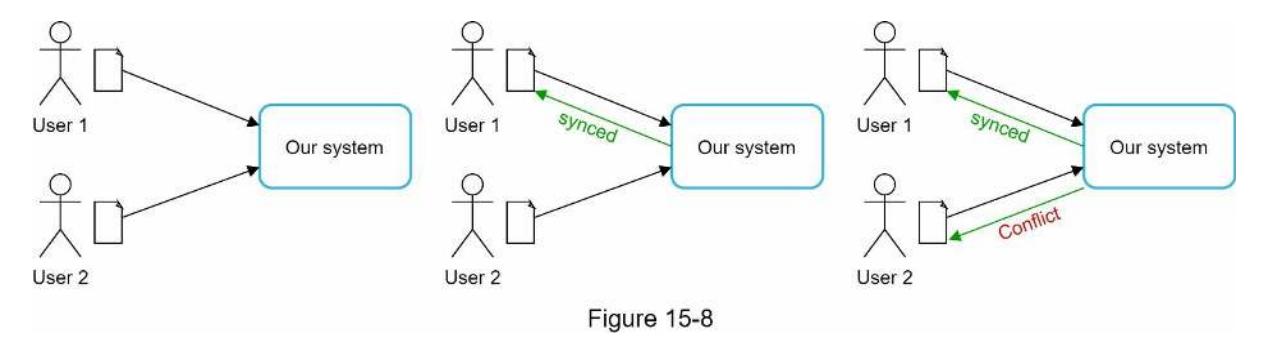 User 1
Our system
User 2
User 1
synced
Our system
User 2
User 1
synced
Our system
Conflict
User 2
Figure 15-8